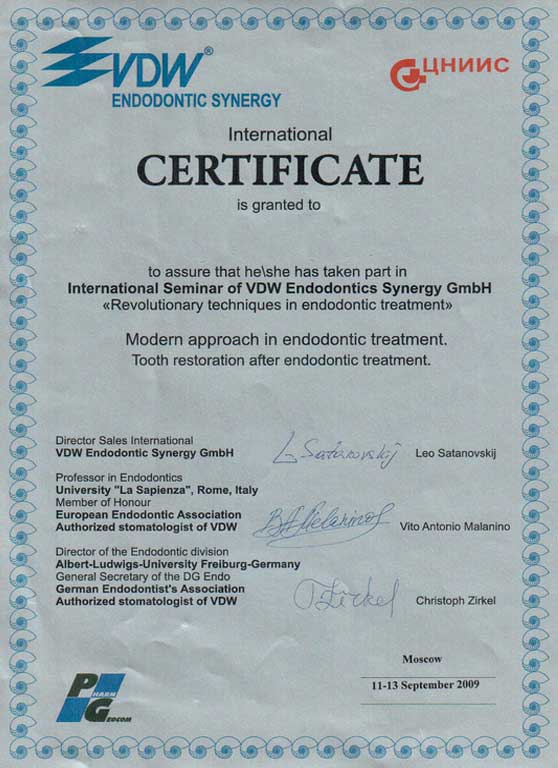 VDW®
ENDODONTIC SYNERGY
ЦНИИС
International
CERTIFICATE
is granted to
to assure that he\she has taken part in
International Seminar of VDW Endodontics Synergy GmbH
«Revolutionary techniques in endodontic treatment»
Modern approach in endodontic treatment.
Tooth restoration after endodontic treatment.
Director Sales International
VDW Endodontic Synergy GmbH
L Satanovskij
Leo Satanovskij
Professor in Endodontics
University "La Sapienza", Rome, Italy
Member of Honour
European Endodontic Association
Authorized stomatologist of VDW
Vito Antonio Malanino
Director of the Endodontic division
Albert-Ludwigs-University Freiburg-Germany
General Secretary of the DG Endo
German Endodontist's Association
Authorized stomatologist of VDW
Zirkel
Christoph Zirkel
Moscow
11-13 September 2009
PHARM
GEOCOM